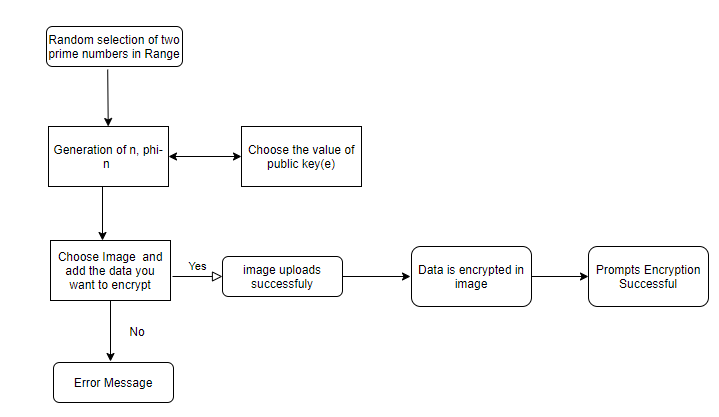 Random selection of two
prime numbers in Range
Generation of n, phi-
n
Choose the value of
public key(e)
Choose Image and
add the data you
want to encrypt
Yes
image uploads
successfuly
Data is encrypted in
image
Prompts Encryption
Successful
No
Error Message